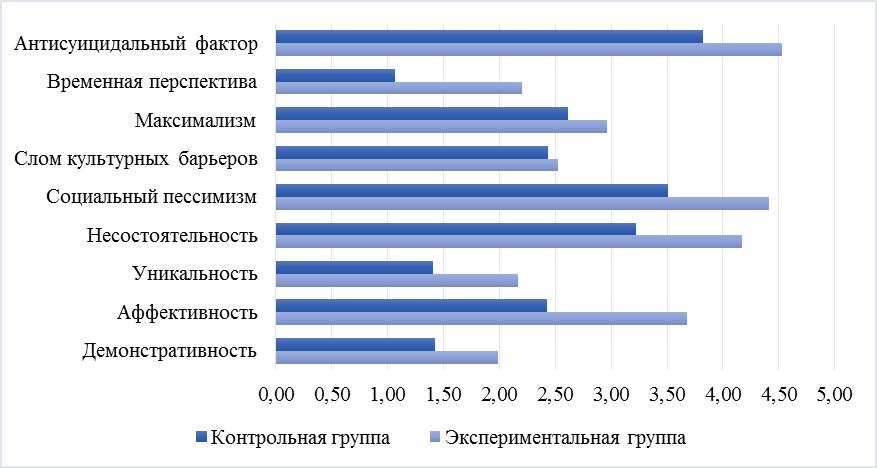 Антисуицидальный фактор
Временная перспектива
Максимализм
Слом культурных барьеров
Социальный пессимизм
Несостоятельность
Уникальность
Аффективность
Демонстративность
0,00 0,50 1,00 1,50 2,00 2,50 3,00 3,50 4,00 4,50 5,00
Контрольная группа Экспериментальная группа